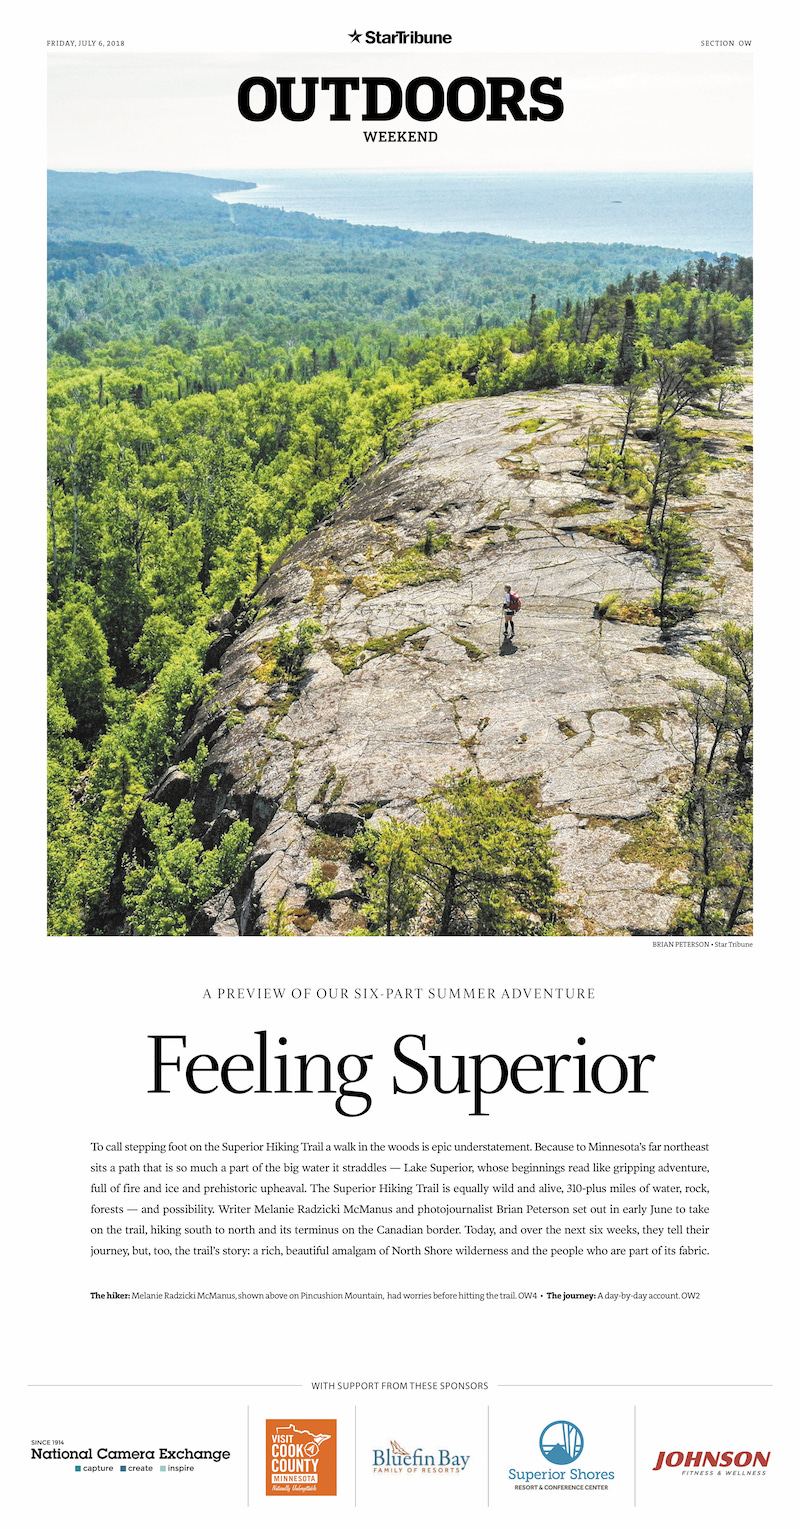 FRIDAY, JULY 6, 2018
StarTribune
SECTION OW
OUTDOORS
WEEKEND
BRIAN PETERSON • Star Tribune
A PREVIEW OF OUR SIX-PART SUMMER ADVENTURE
Feeling Superior
To call stepping foot on the Superior Hiking Trail a walk in the woods is epic understatement. Because to Minnesota’s far northeast
sits a path that is so much a part of the big water it straddles — Lake Superior, whose beginnings read like gripping adventure,
full of fire and ice and prehistoric upheaval. The Superior Hiking Trail is equally wild and alive, 310-plus miles of water, rock,
forests — and possibility. Writer Melanie Radzicki McManus and photojournalist Brian Peterson set out in early June to take
on the trail, hiking south to north and its terminus on the Canadian border. Today, and over the next six weeks, they tell their
journey, but, too, the trail’s story: a rich, beautiful amalgam of North Shore wilderness and the people who are part of its fabric.
The hiker: Melanie Radzicki McManus, shown above on Pincushion Mountain, had worries before hitting the trail. OW4 • The journey: A day-by-day account. OW2
WITH SUPPORT FROM THESE SPONSORS
SINCE 1914
National Camera Exchange
capture create inspire
VISIT
COOK
COUNTY
MINNESOTA
Naturally Unforgettable
Bluefin Bay
FAMILY OF RESORTS
Superior Shores
RESORT & CONFERENCE CENTER
JOHNSON
FITNESS & WELLNESS